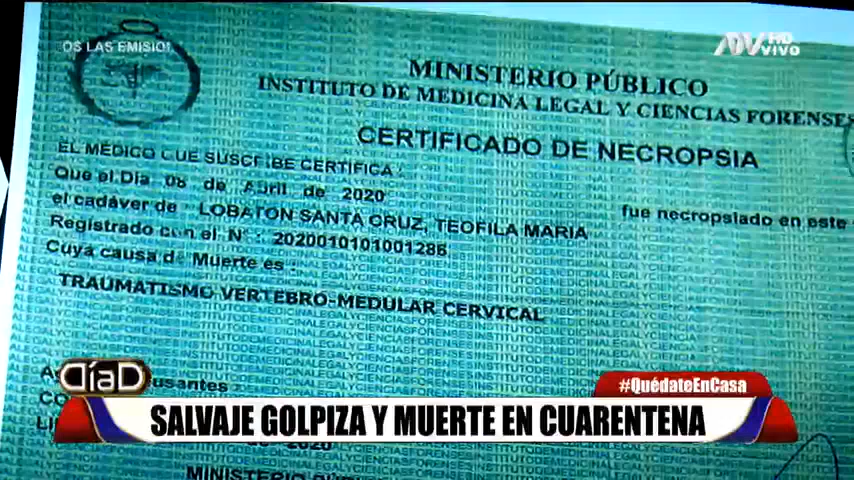 OS LAS EMISIO
ATV HD
VIVO
MINISTERIO PÚBLICO
INSTITUTO DE MEDICINA LEGAL Y CIENCIAS FORENSES
CERTIFICADO DE NECROPSIA
EL MÉDICO QUE SUSCRIBE CERTIFICA :
Que el Día 08 de Abril de 2020
el cadáver de : LOBATON SANTA CRUZ, TEOFILA MARIA fue necropsiado en este
Registrado con el N° : 2020010101001286
Cuya causa de Muerte es :
TRAUMATISMO VERTEBRO-MEDULAR CERVICAL
usantes :
DíaD
#QuédateEnCasa
SALVAJE GOLPIZA Y MUERTE EN CUARENTENA
2020
MINISTERIO